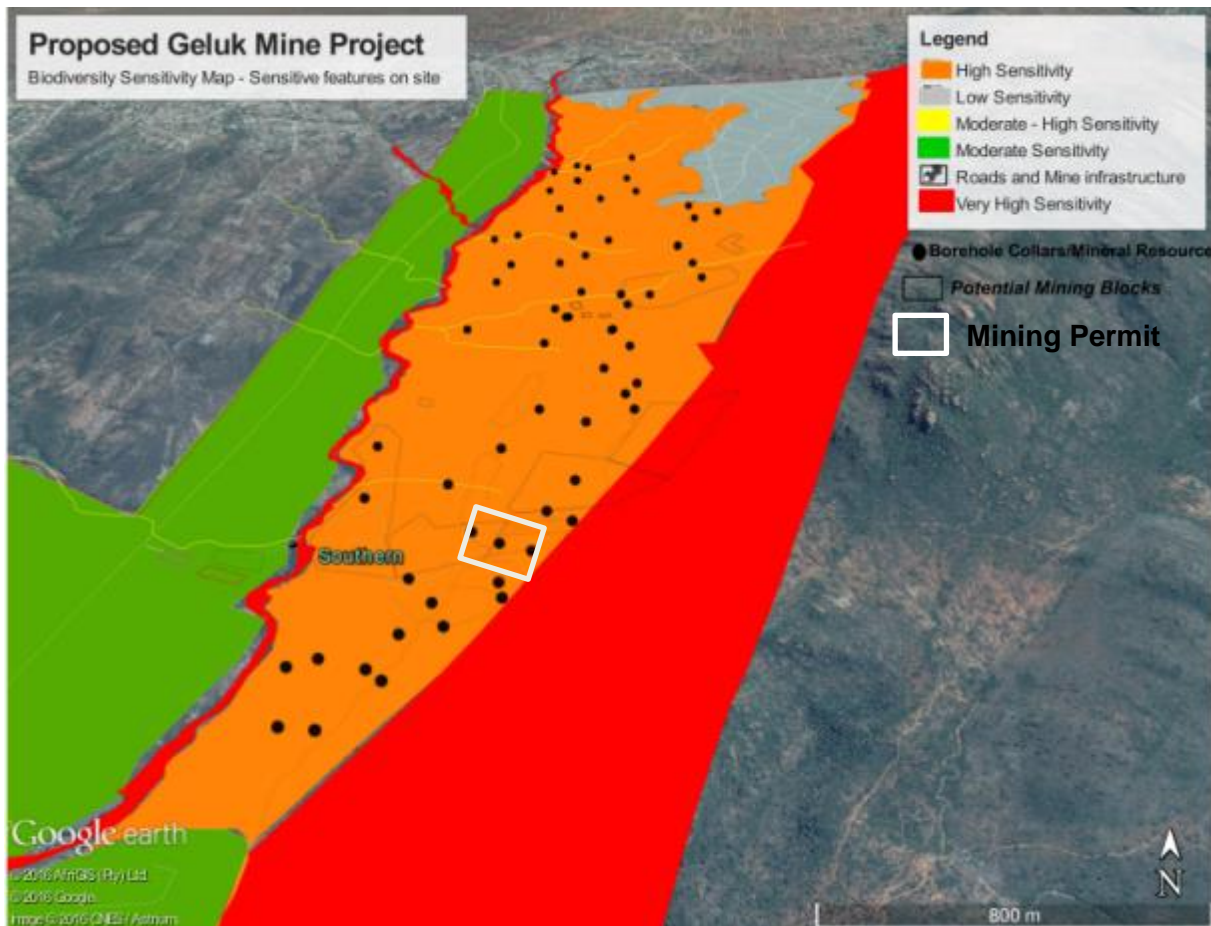 Proposed Geluk Mine Project
Biodiversity Sensitivity Map - Sensitive features on site
Legend
High Sensitivity
Low Sensitivity
Moderate - High Sensitivity
Moderate Sensitivity
Roads and Mine infrastructure
Very High Sensitivity
Borehole Collars/Mineral Resource
Potential Mining Blocks
Mining Permit
Southern
Google earth
© 2016 AfriGIS (Pty) Ltd.
© 2016 Google
Image © 2016 CNES / Astrium
N
800 m